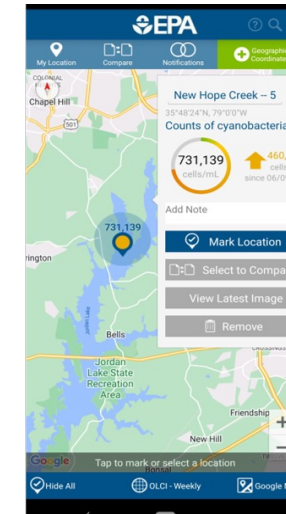 EPA
My Location
Compare
Notifications
Geographic
Coordinate
COLONIAL
Chapel Hill
501
New Hope Creek -- 5
35°48'24"N, 79°0'0"W
Counts of cyanobacteria
731,139
cells/mL
460,
cells
since 06/0
Add Note
731,139
Mark Location
Select to Compa
View Latest Image
Remove
rrington
Bells
Jordan
Lake State
Recreation
Area
Friendship
New Hill
Google
Tap to mark or select a location
Bonsal
Hide All
OLCI - Weekly
Google M